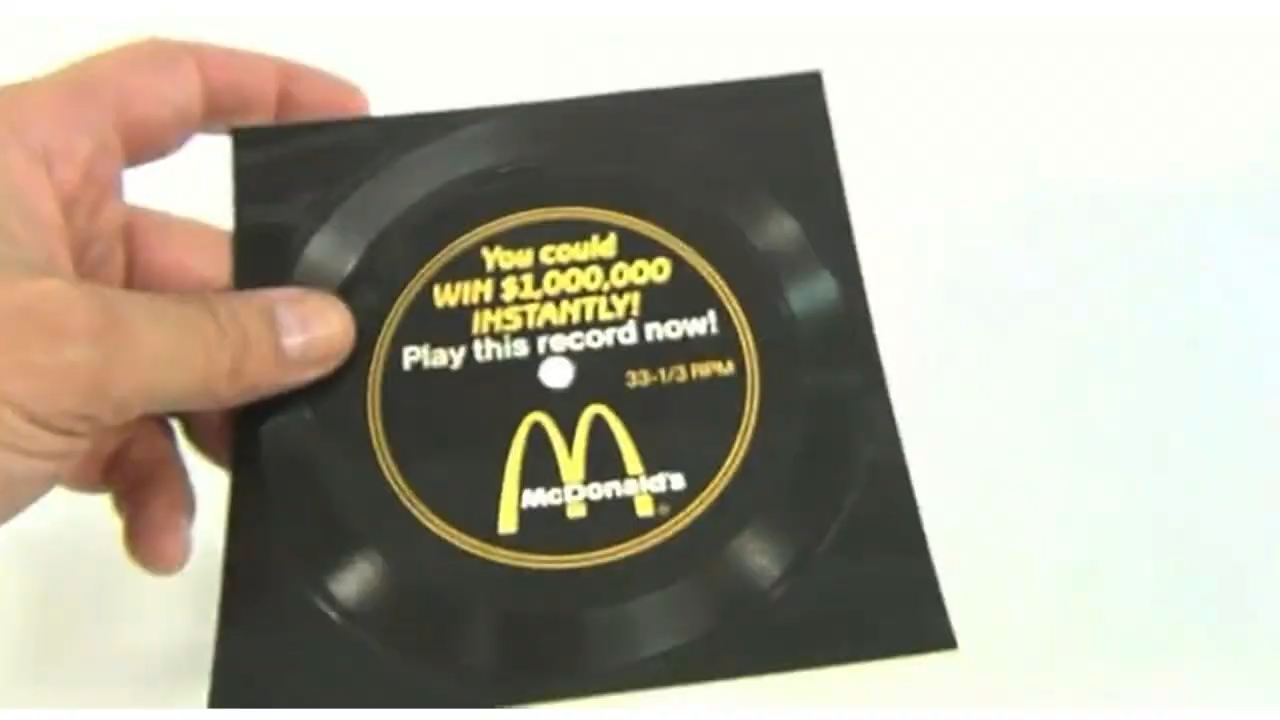 You could
WIN $1,000,000
INSTANTLY!
Play this record now!
33-1/3 RPM
McDonald's